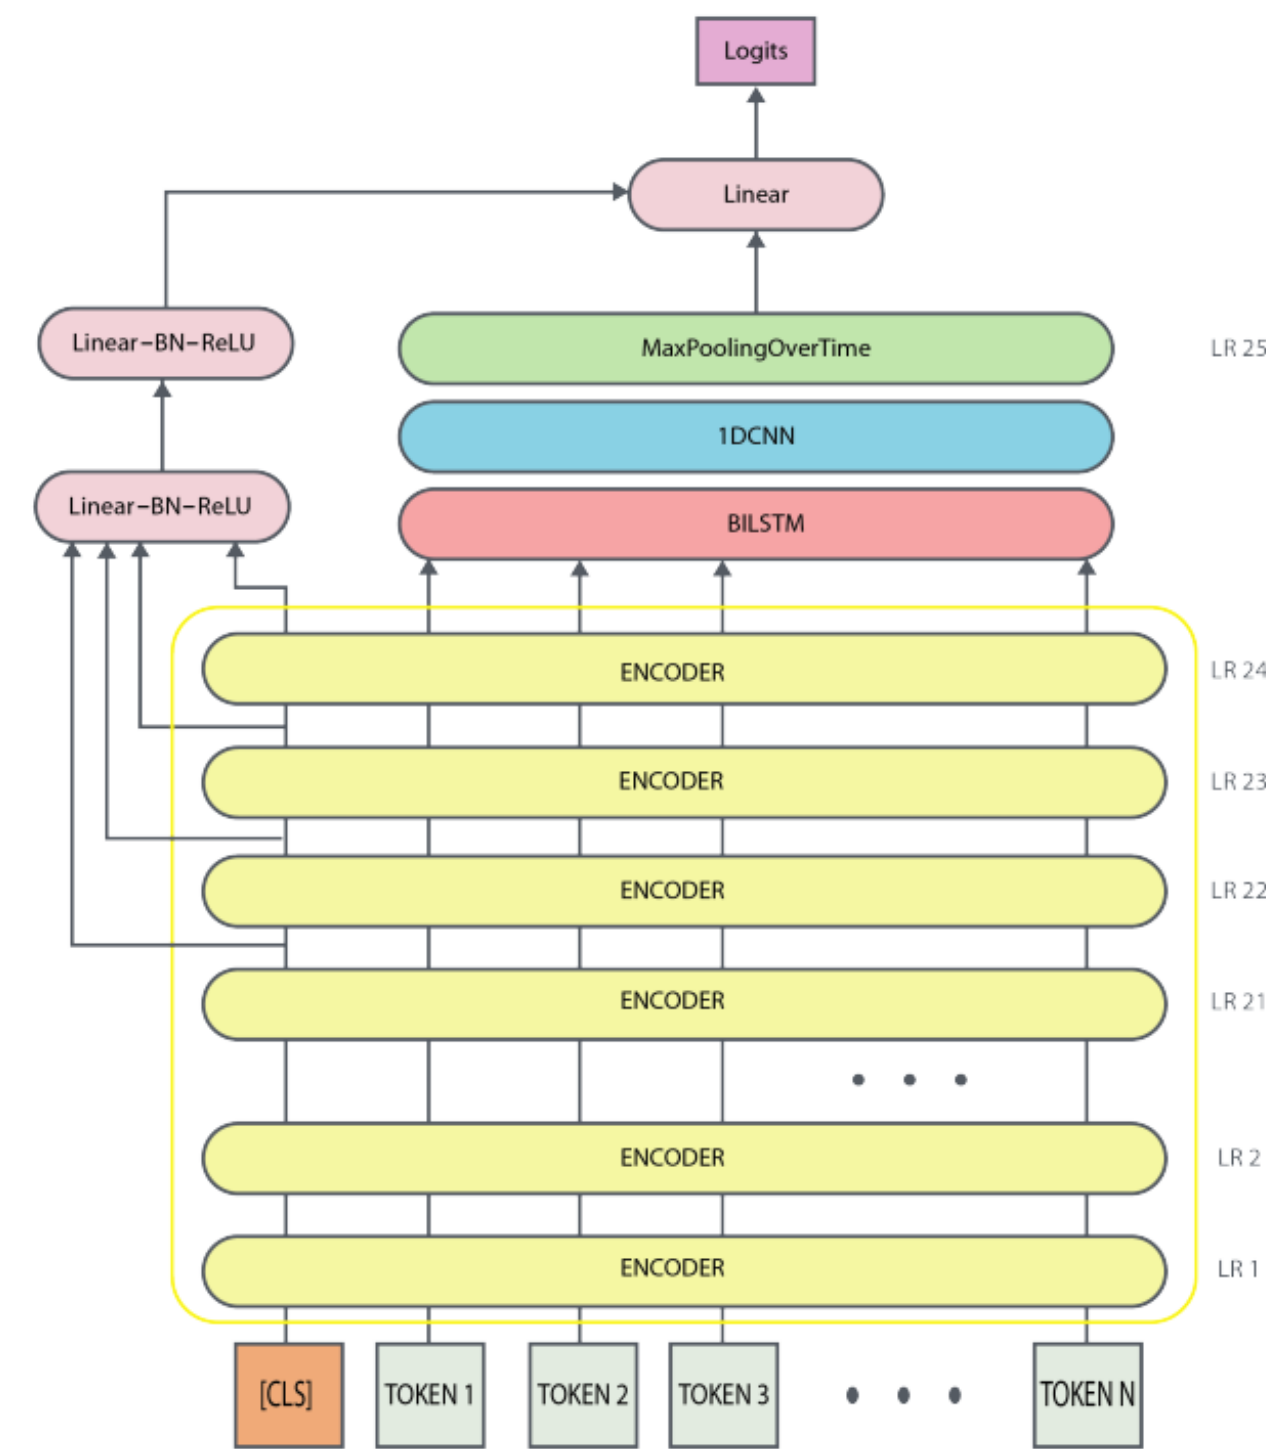 Logits
Linear
Linear-BN-ReLU
MaxPoolingOverTime
LR 25
1DCNN
Linear-BN-ReLU
BILSTM
ENCODER
LR 24
ENCODER
LR 23
ENCODER
LR 22
ENCODER
LR 21
ENCODER
LR 2
ENCODER
LR 1
[CLS]
TOKEN 1
TOKEN 2
TOKEN 3
TOKEN N